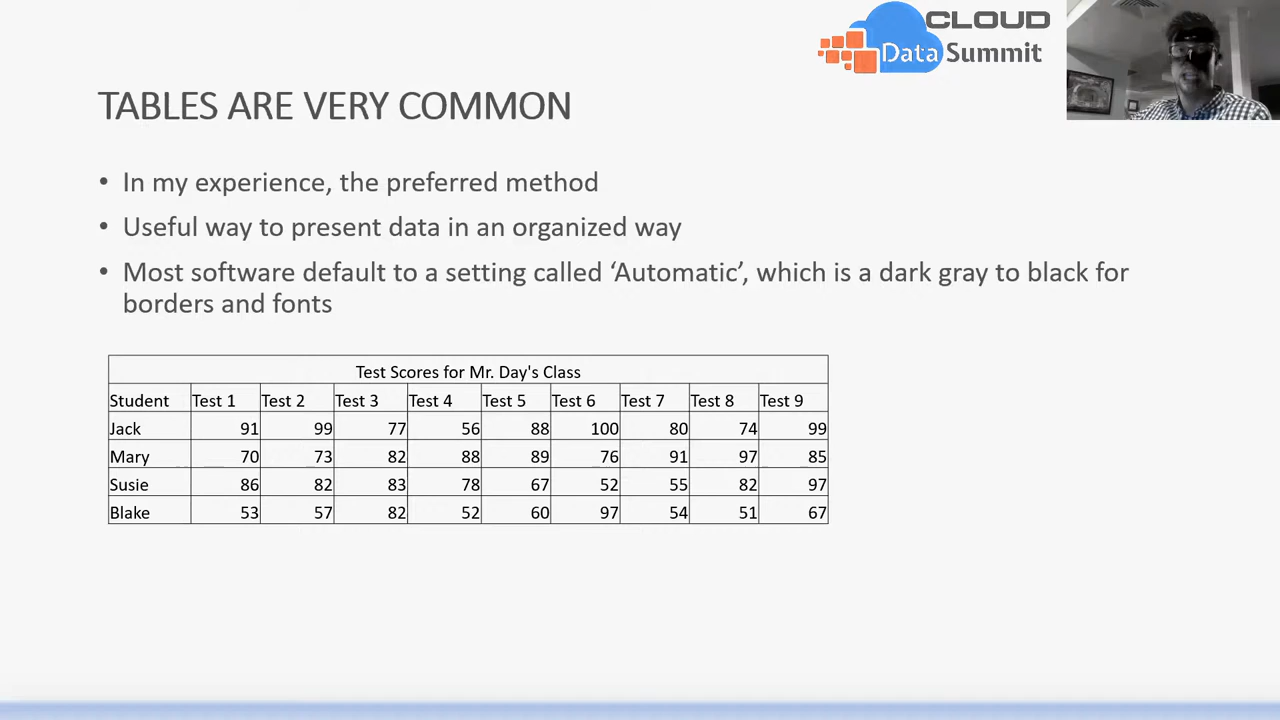 CLOUD
Data Summit
TABLES ARE VERY COMMON
• In my experience, the preferred method
• Useful way to present data in an organized way
• Most software default to a setting called ‘Automatic’, which is a dark gray to black for
borders and fonts
Test Scores for Mr. Day's Class
Student Test 1 Test 2 Test 3 Test 4 Test 5 Test 6 Test 7 Test 8 Test 9
Jack 91 99 77 56 88 100 80 74 99
Mary 70 73 82 88 89 76 91 97 85
Susie 86 82 83 78 67 52 55 82 97
Blake 53 57 82 52 60 97 54 51 67